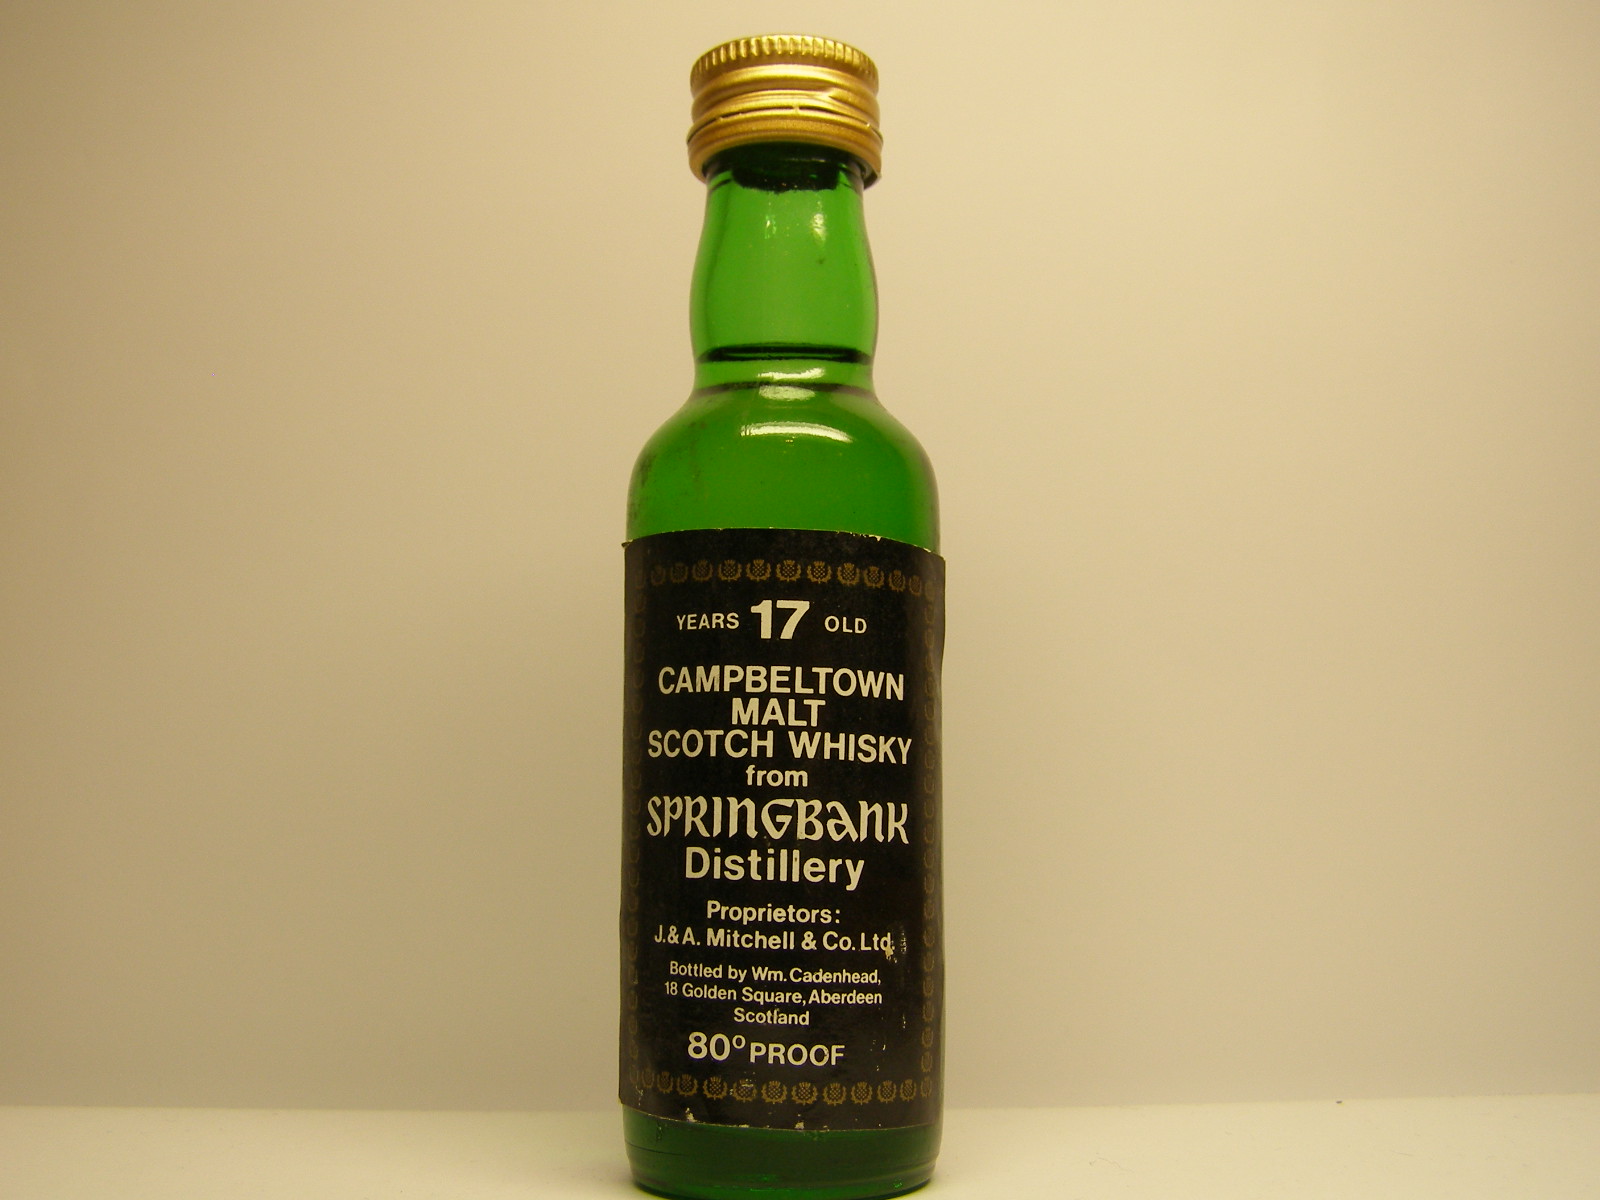 YEARS 17 OLD
CAMPBELTOWN
MALT
SCOTCH WHISKY
from
SPRINGBANK
Distillery
Proprietors:
J.&A. Mitchell & Co. Ltd.
Bottled by Wm. Cadenhead,
18 Golden Square, Aberdeen
Scotland
80º PROOF